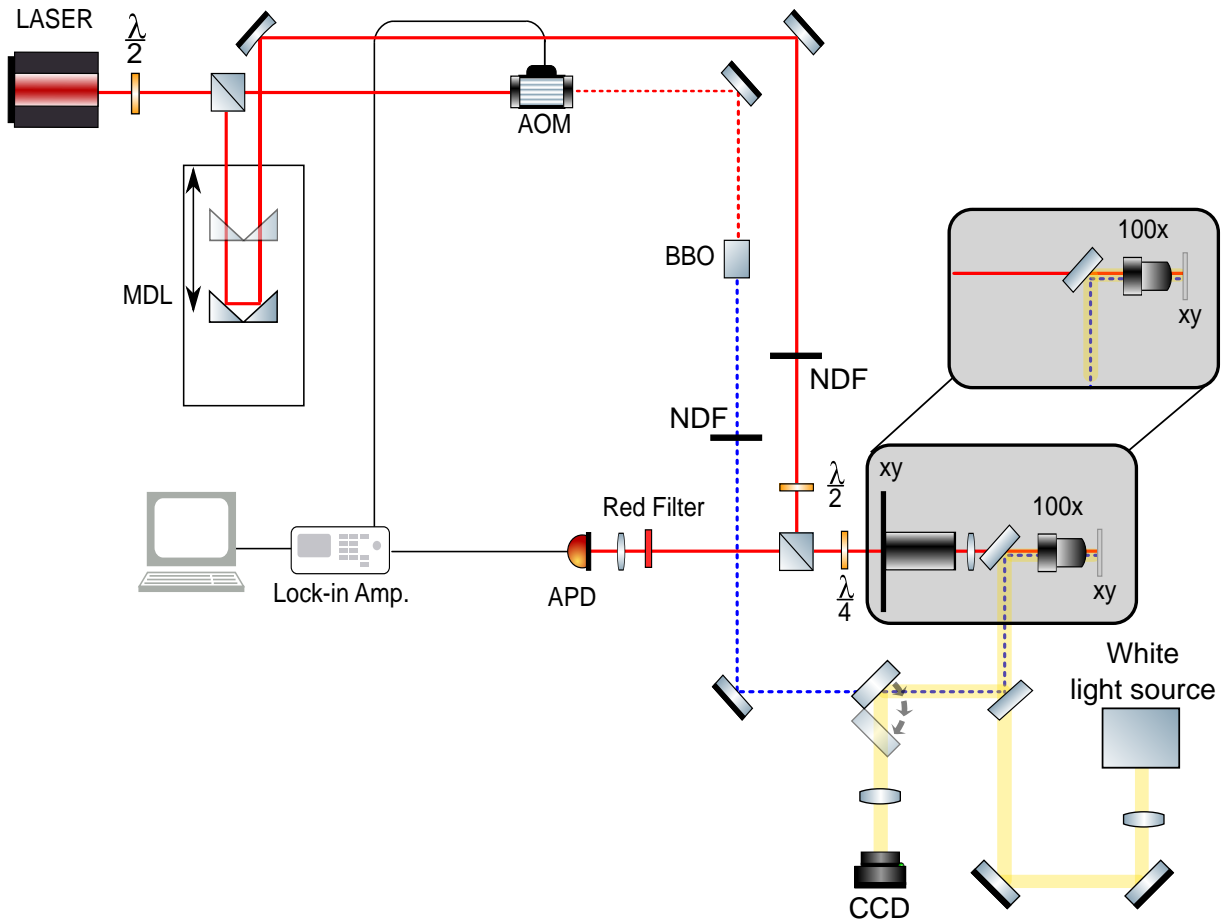 LASER
λ
2
AOM
MDL
BBO
100x
xy
NDF
NDF
xy
λ
2
100x
Red Filter
xy
APD
λ
4
Lock-in Amp.
White
light source
CCD